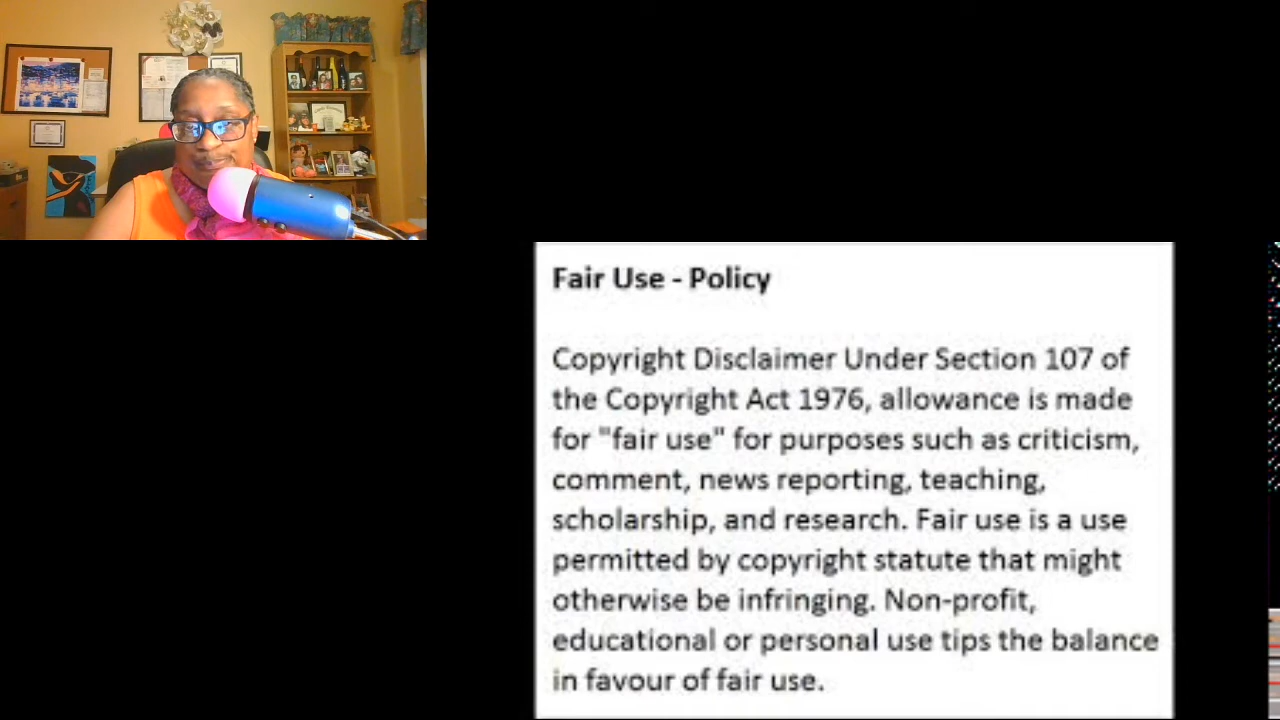 Fair Use - Policy
Copyright Disclaimer Under Section 107 of
the Copyright Act 1976, allowance is made
for "fair use" for purposes such as criticism,
comment, news reporting, teaching,
scholarship, and research. Fair use is a use
permitted by copyright statute that might
otherwise be infringing. Non-profit,
educational or personal use tips the balance
in favour of fair use.